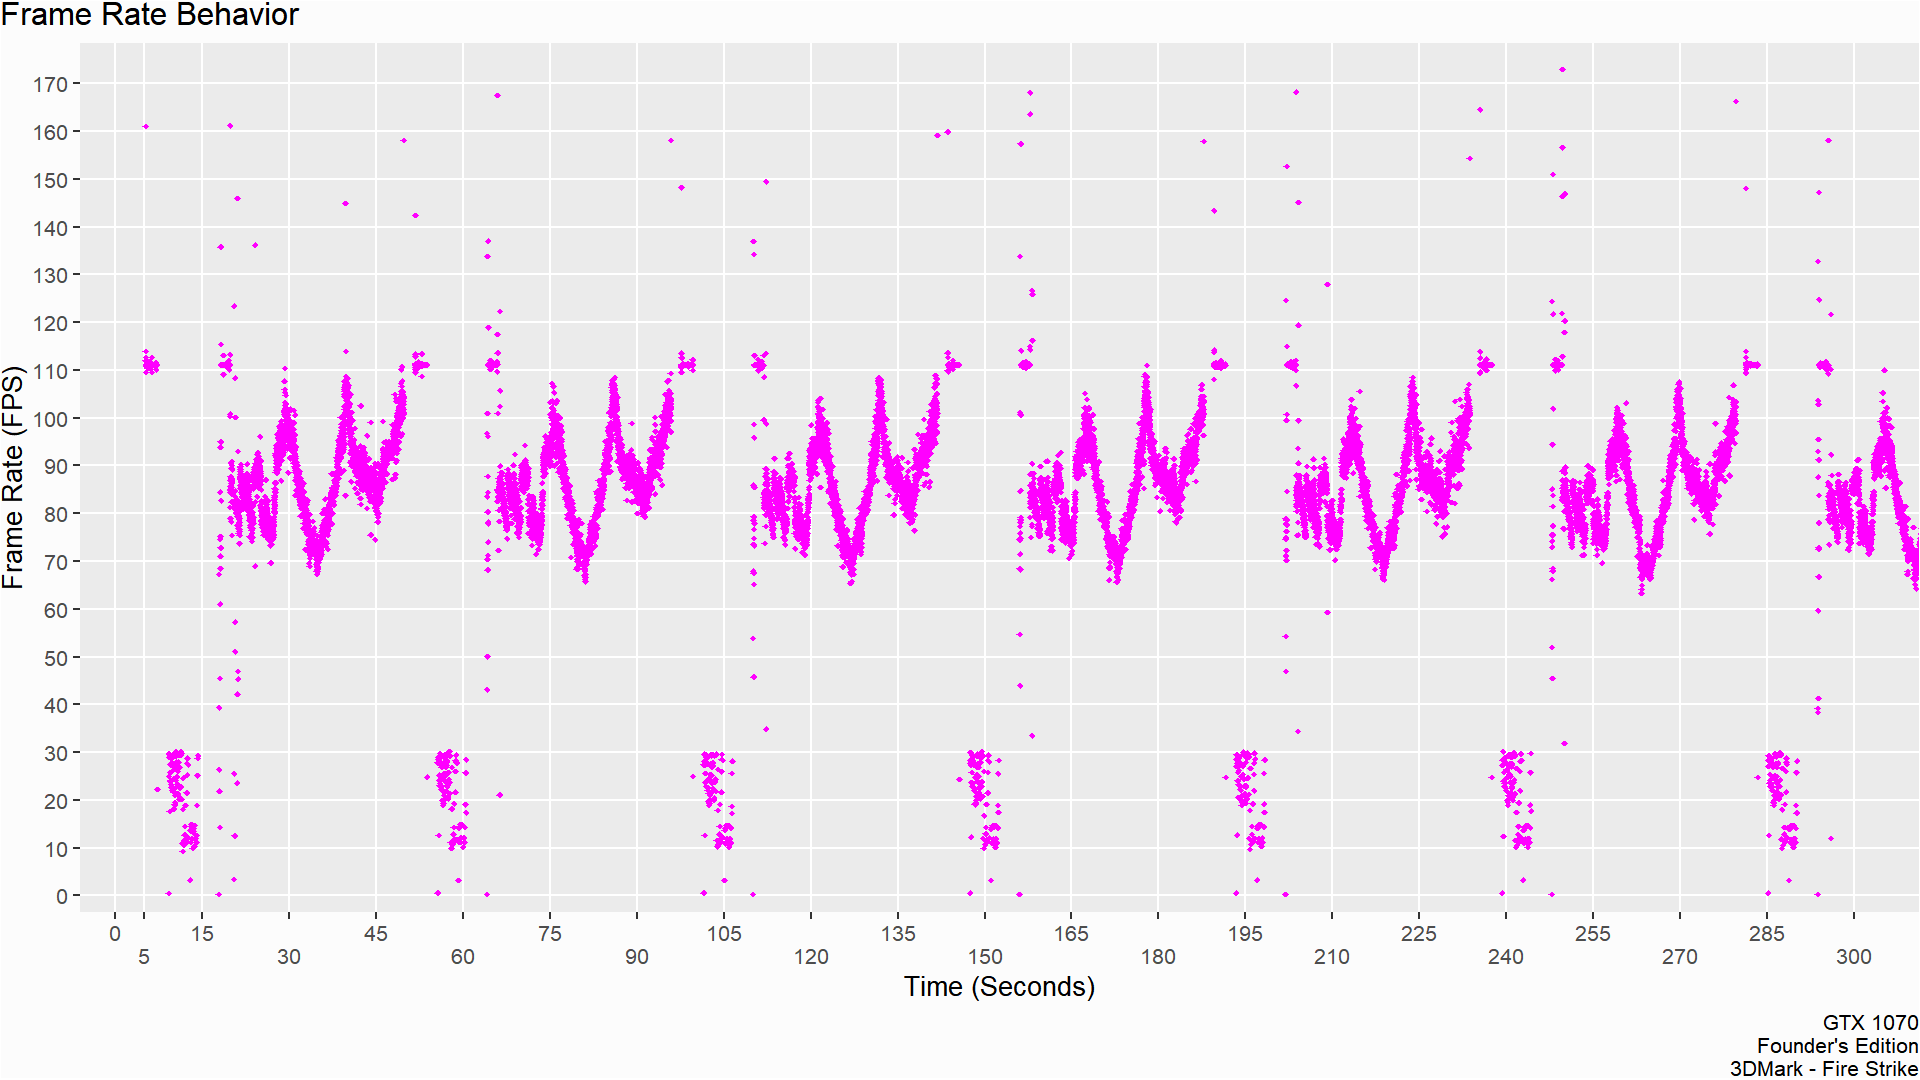 Frame Rate Behavior
Frame Rate (FPS)
170
160
150
140
130
120
110
100
90
80
70
60
50
40
30
20
10
0
0 15 45 75 105 135 165 195 225 255 285
5 30 60 90 120 150 180 210 240 270 300
Time (Seconds)
GTX 1070
Founder's Edition
3DMark - Fire Strike